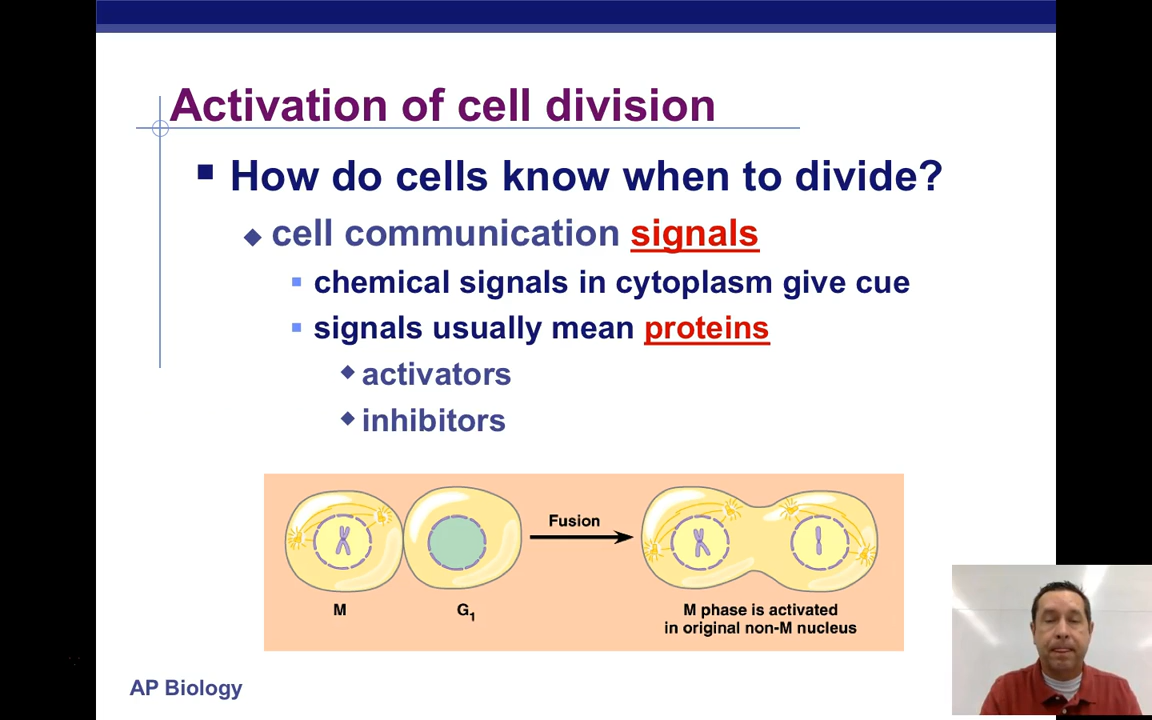 Activation of cell division
How do cells know when to divide?
cell communication signals
chemical signals in cytoplasm give cue
signals usually mean proteins
activators
inhibitors
Fusion
M
G1
M phase is activated
in original non-M nucleus
AP Biology